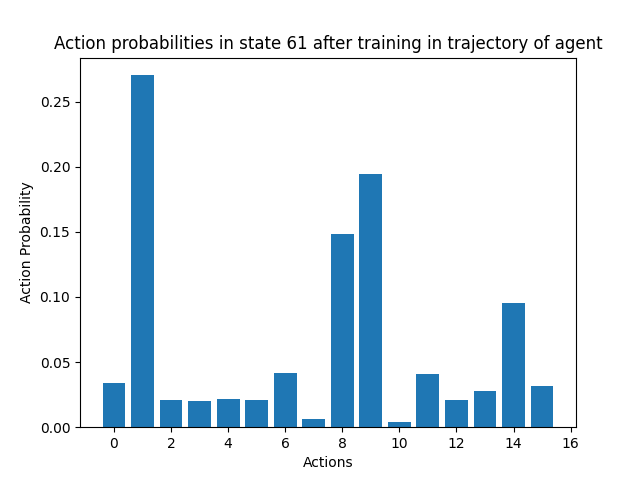 Action probabilities in state 61 after training in trajectory of agent
0.25
0.20
0.15
0.10
0.05
0.00
Action Probability
0 2 4 6 8 10 12 14 16
Actions